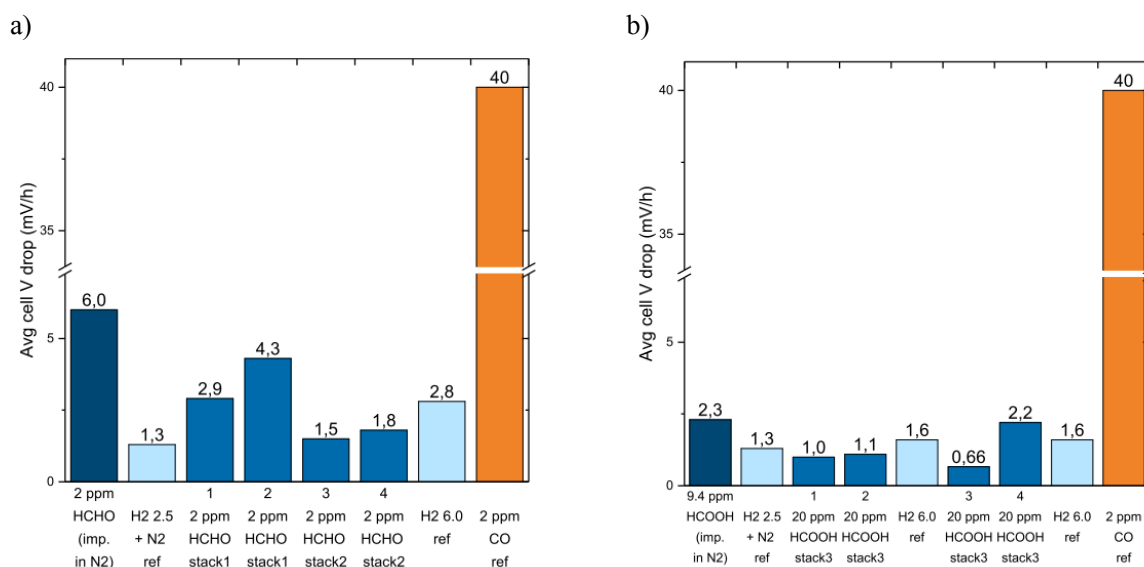 a)
Avg cell V drop (mV/h)
40
35
5
0
6,0
1,3
2,9
4,3
1,5
1,8
2,8
40
2 ppm
HCHO
(imp.
in N2)
H2 2.5
+ N2
ref
1
2 ppm
HCHO
stack1
2
2 ppm
HCHO
stack1
3
2 ppm
HCHO
stack2
4
2 ppm
HCHO
stack2
H2 6.0
ref
2 ppm
CO
ref
b)
Avg cell V drop (mV/h)
40
35
5
0
2,3
1,3
1,0
1,1
1,6
0,66
2,2
1,6
40
9.4 ppm
HCOOH
(imp.
in N2)
H2 2.5
+ N2
ref
1
20 ppm
HCOOH
stack3
2
20 ppm
HCOOH
stack3
H2 6.0
ref
3
20 ppm
HCOOH
stack3
4
20 ppm
HCOOH
stack3
H2 6.0
ref
2 ppm
CO
ref